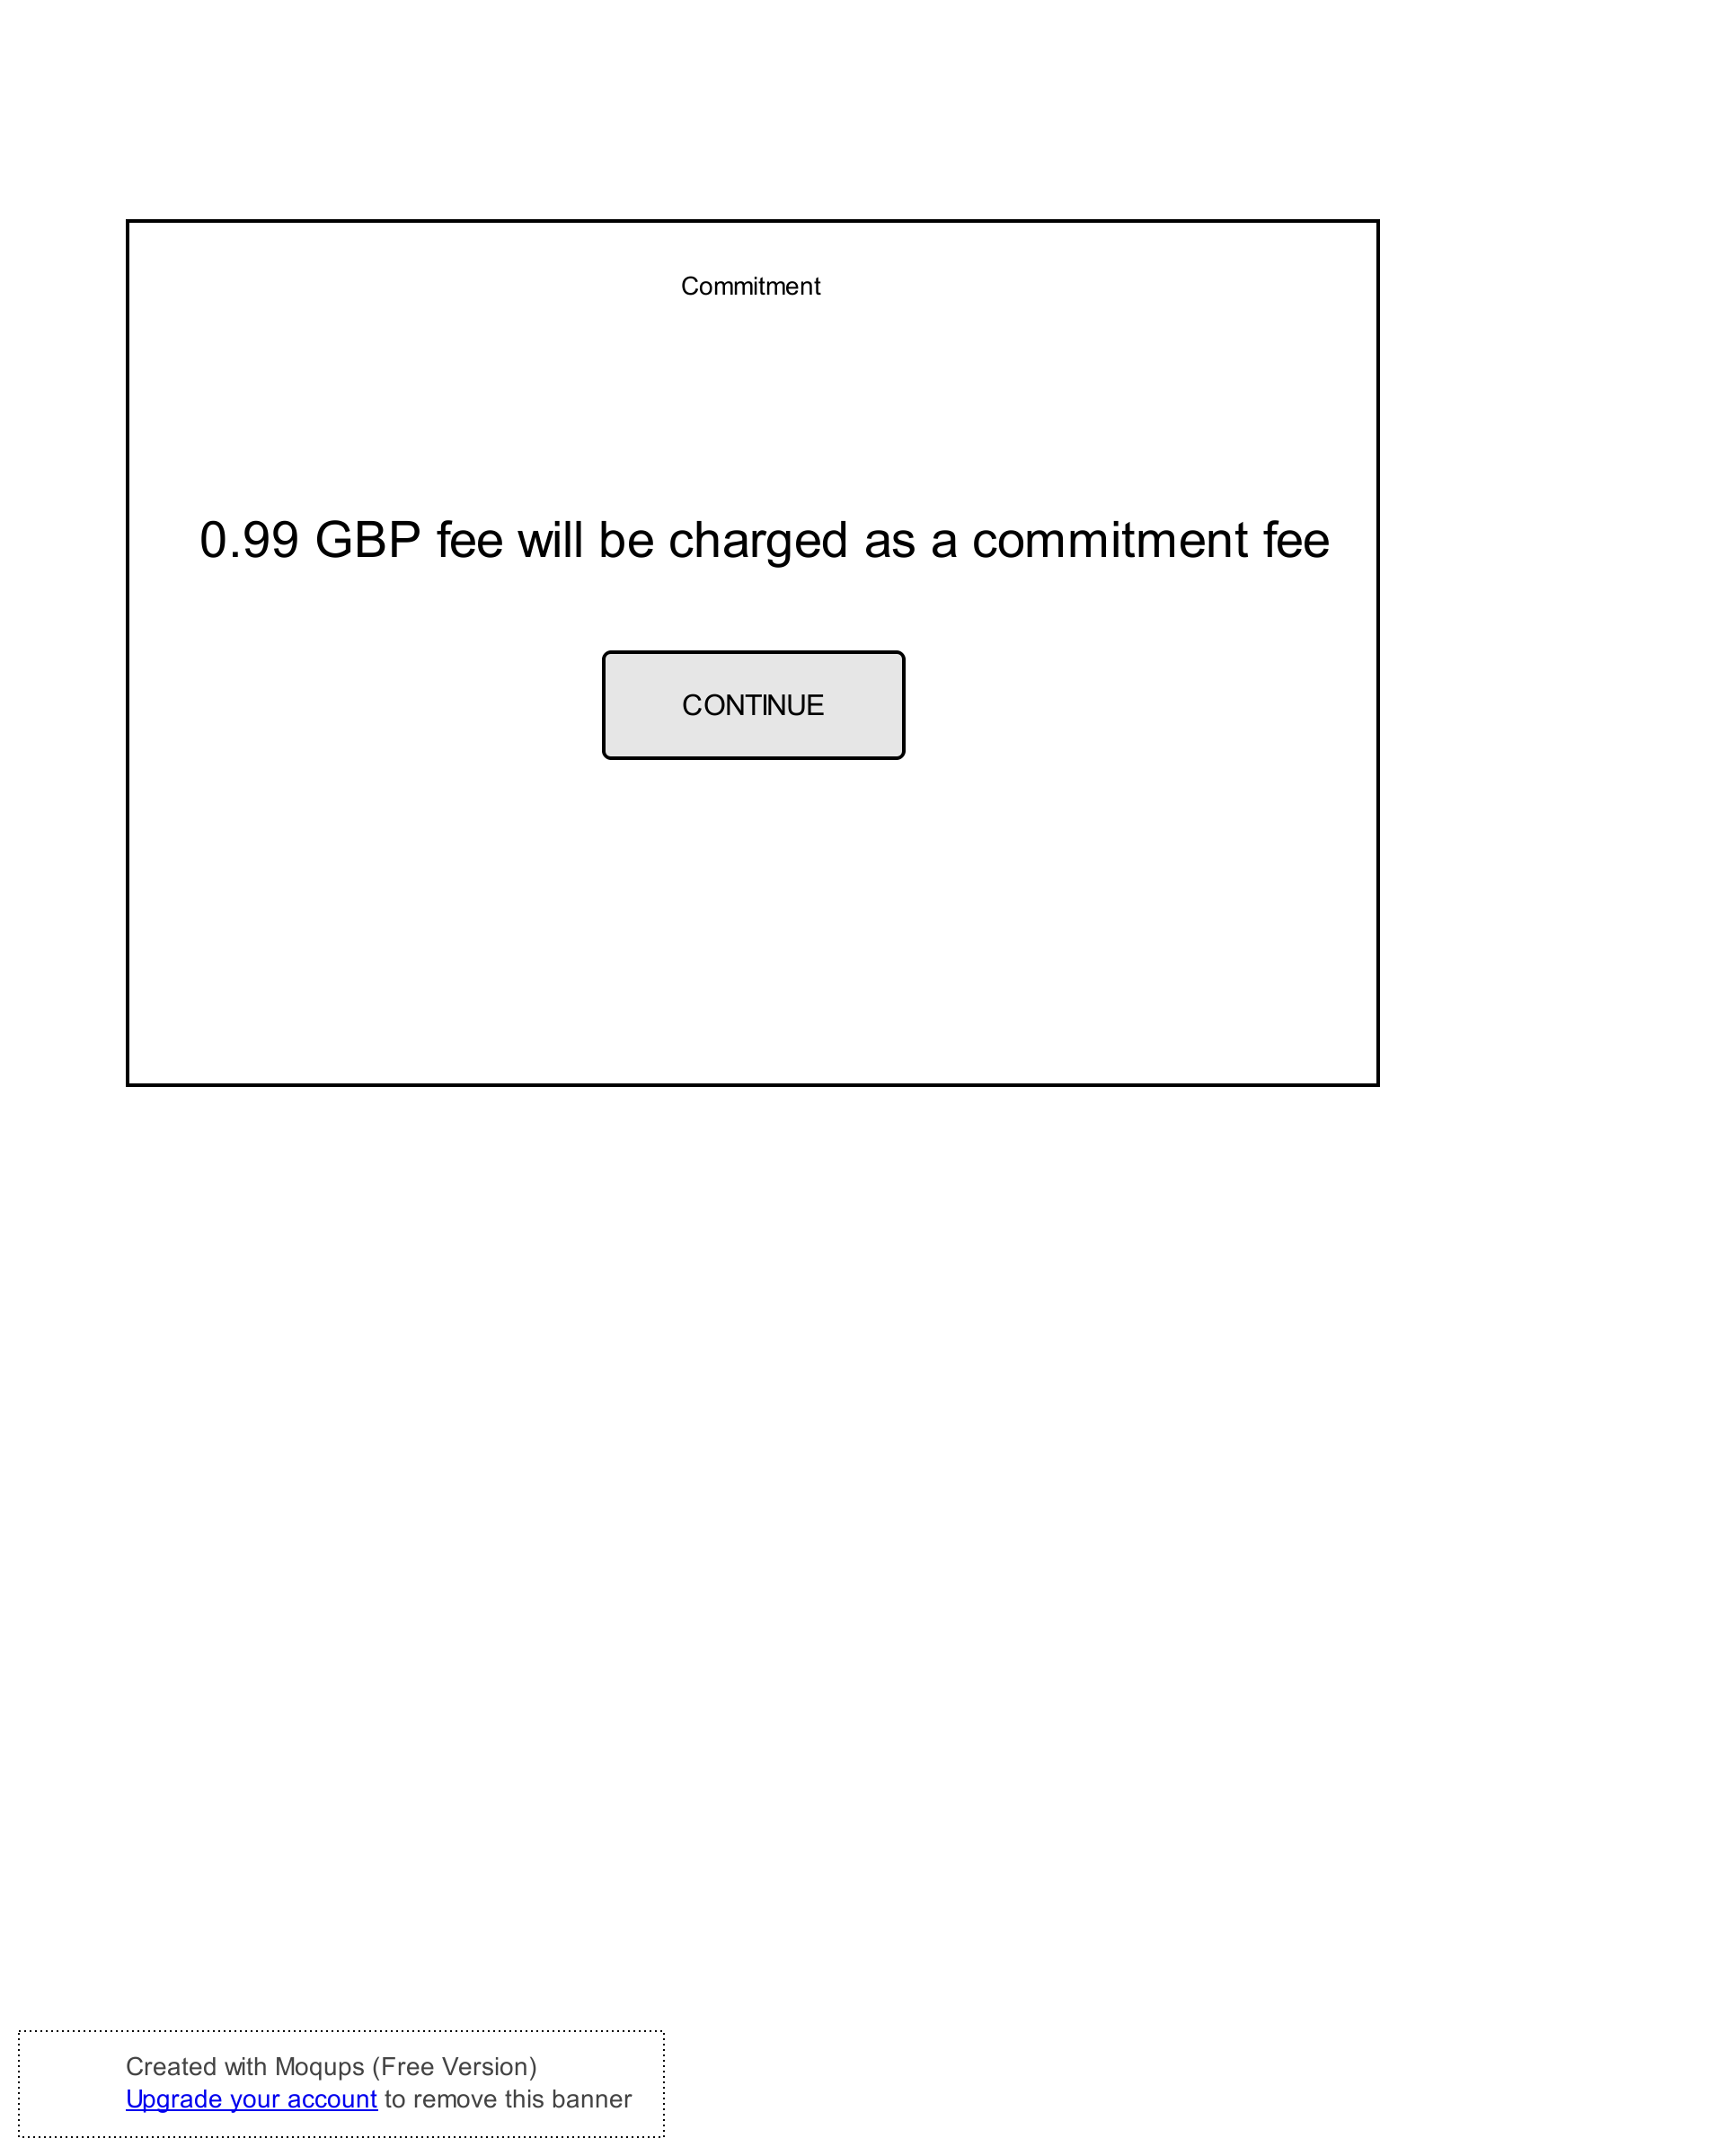 Commitment
0.99 GBP fee will be charged as a commitment fee
CONTINUE
Created with Moqups (Free Version)
Upgrade your account to remove this banner